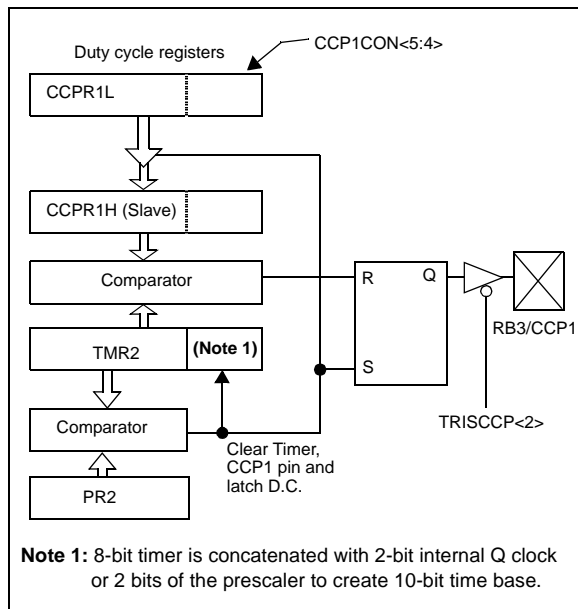 Duty cycle registers
CCP1CON<5:4>
CCPR1L
CCPR1H (Slave)
Comparator
R
Q
RB3/CCP1
TMR2
(Note 1)
S
TRISCCP<2>
Comparator
Clear Timer,
CCP1 pin and
latch D.C.
PR2
Note 1: 8-bit timer is concatenated with 2-bit internal Q clock
or 2 bits of the prescaler to create 10-bit time base.